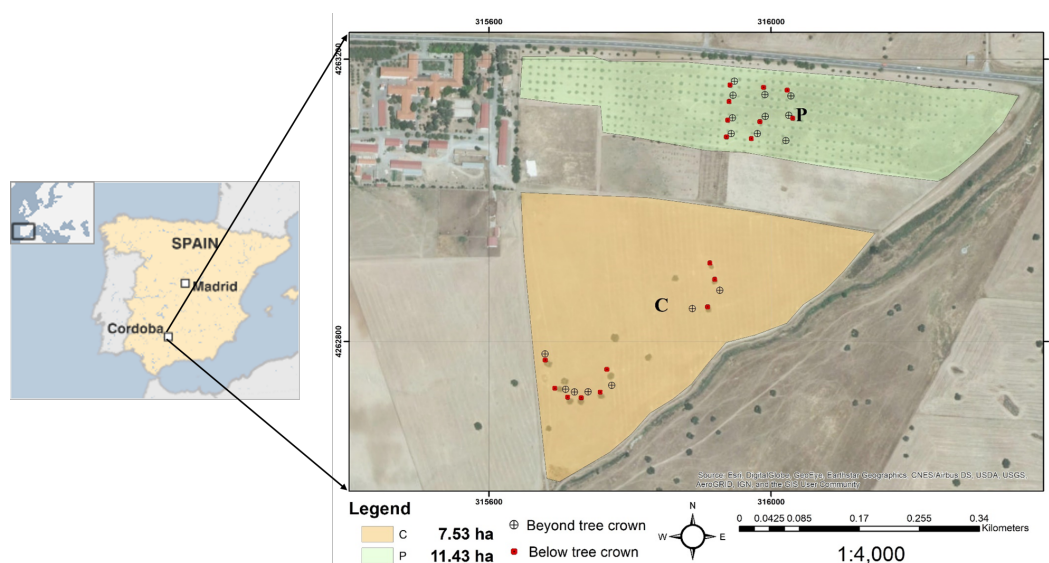 315600
316000
4263200
P
SPAIN
Madrid
Cordoba
C
4262800
Source: Esri, DigitalGlobe, GeoEye, Earthstar Geographics, CNES/Airbus DS, USDA, USGS,
AeroGRID, IGN, and the GIS User Community
315600
316000
Legend
C 7.53 ha
P 11.43 ha
Beyond tree crown
Below tree crown
N
W
E
S
0 0.0425 0.085 0.17 0.255 0.34
Kilometers
1:4,000